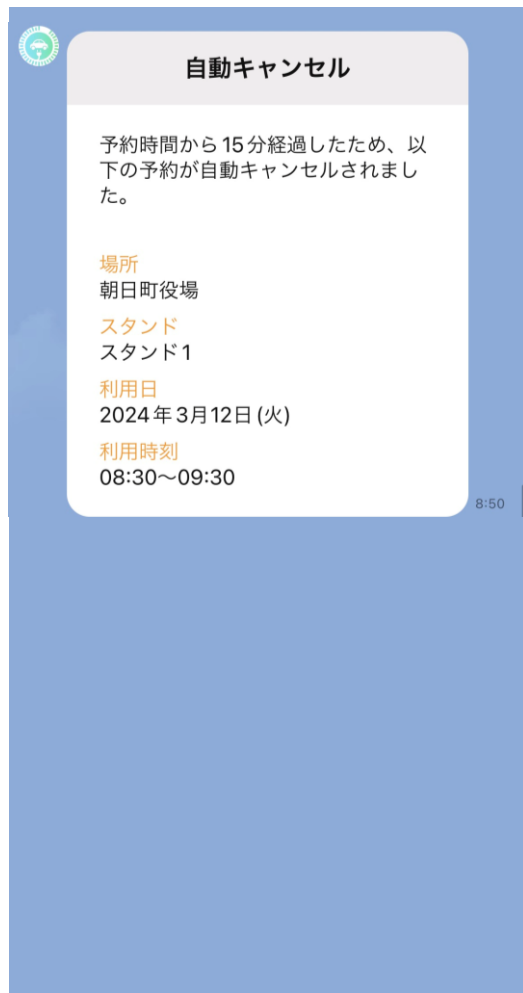 自動キャンセル
予約時間から15分経過したため、以
下の予約が自動キャンセルされまし
た。
場所
朝日町役場
スタンド
スタンド1
利用日
2024年3月12日(火)
利用時刻
08:30〜09:30
8:50